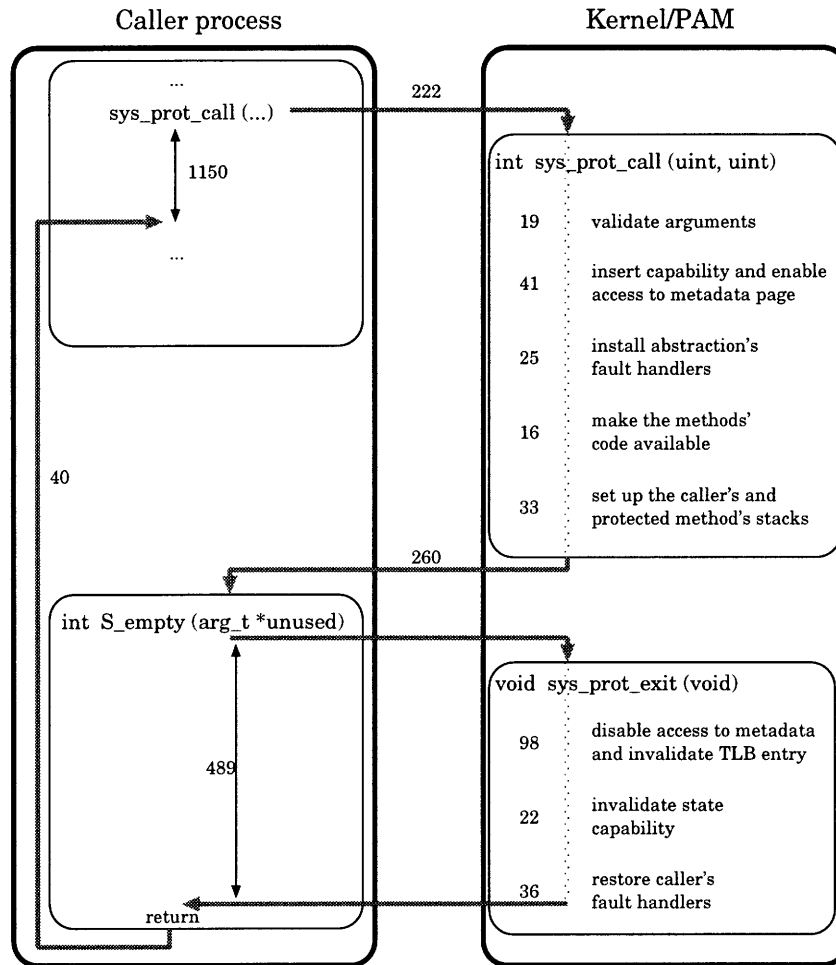 Caller process
Kernel/PAM
...
sys_prot_call (...)
222
1150
...
int sys_prot_call (uint, uint)
19 validate arguments
41 insert capability and enable
access to metadata page
25 install abstraction's
fault handlers
16 make the methods'
code available
33 set up the caller's and
protected method's stacks
40
260
int S_empty (arg_t *unused)
489
return
void sys_prot_exit (void)
98 disable access to metadata
and invalidate TLB entry
22 invalidate state
capability
36 restore caller's
fault handlers